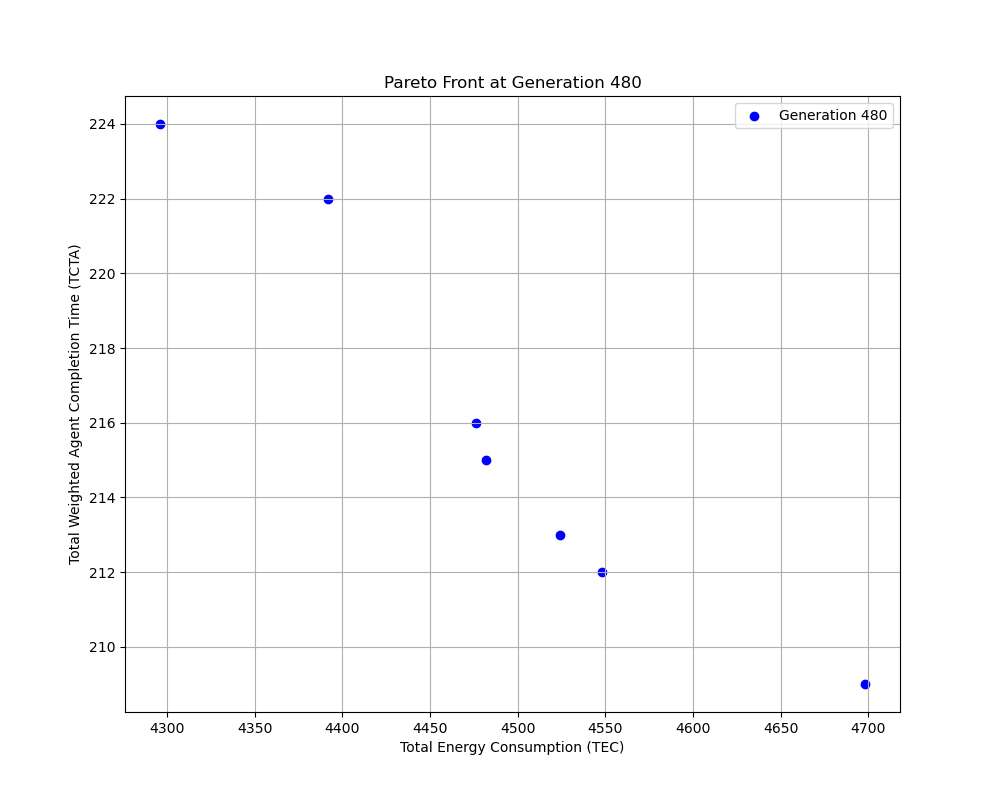 Pareto Front at Generation 480
Generation 480
Total Weighted Agent Completion Time (TCTA)
224
222
220
218
216
214
212
210
4300 4350 4400 4450 4500 4550 4600 4650 4700
Total Energy Consumption (TEC)